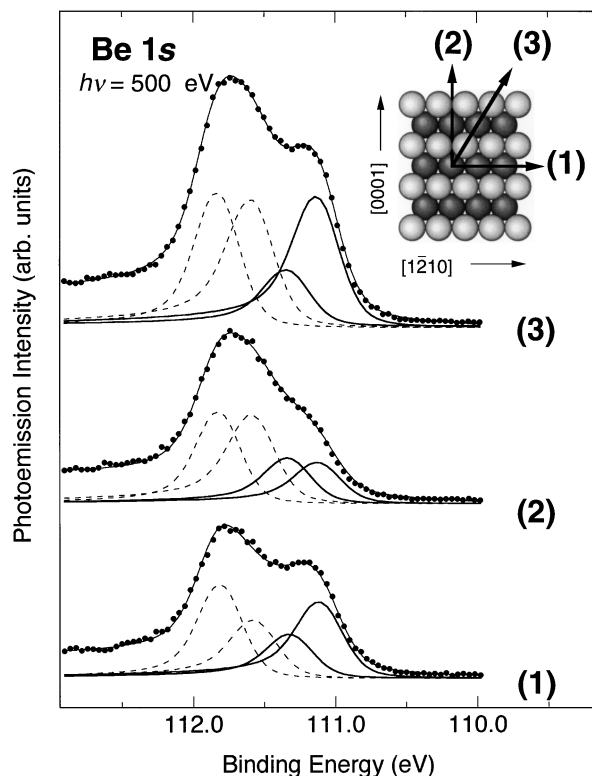 Be 1s
hν = 500 eV
(2)
(3)
(1)
[0001]
[12̄10]
(3)
(2)
(1)
Photoemission Intensity (arb. units)
112.0 111.0 110.0
Binding Energy (eV)